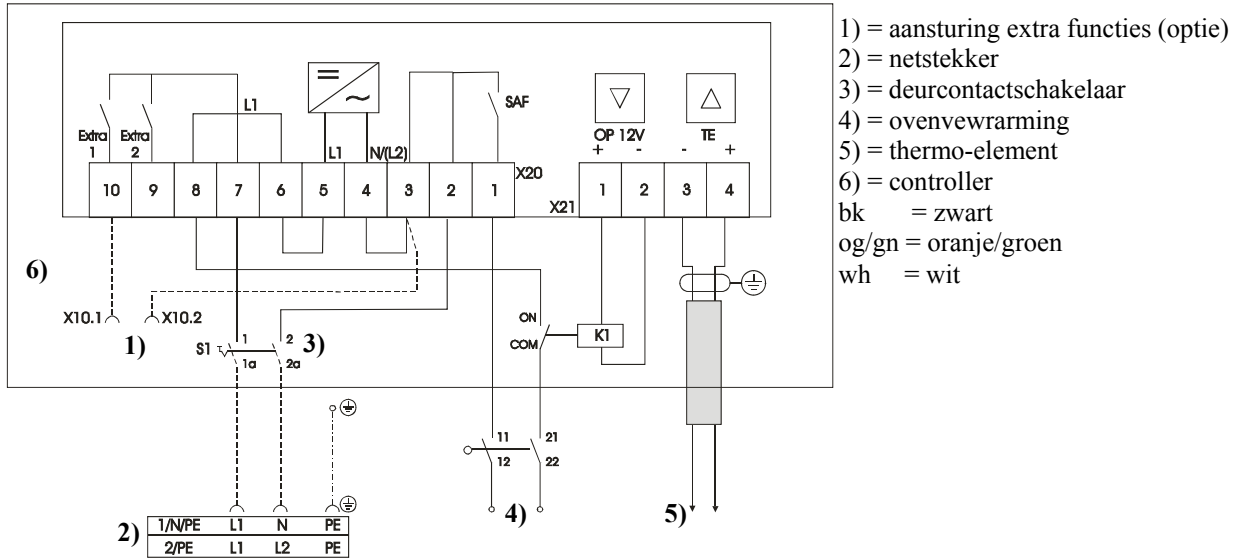 1) = aansturing extra functies (optie)
2) = netstekker
3) = deurcontactschakelaar
4) = ovenvewrarming
5) = thermo-element
6) = controller
bk = zwart
og/gn = oranje/groen
wh = wit
L1 SAF
Extra Extra OP 12V TE
1 2 L1 N/(L2) + - - +
X20
10 9 8 7 6 5 4 3 2 1 X21 1 2 3 4
6)
X10.1 X10.2
1) ON
S1 1 2 3) COM K1
1a 2a
11 21
12 22
2) 4) 5)
1/N/PE L1 N PE
2/PE L1 L2 PE